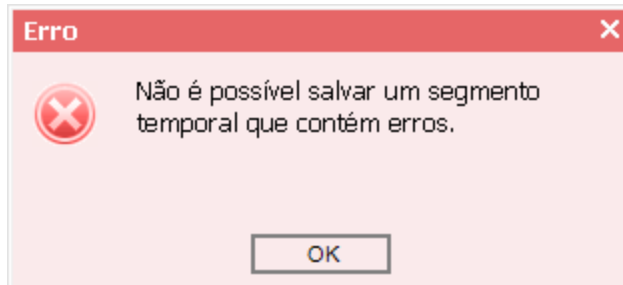 Erro
Não é possível salvar um segmento
temporal que contém erros.
OK